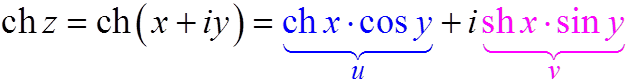 ch z = ch(x + iy) = ch x · cos y + i sh x · sin y
u v